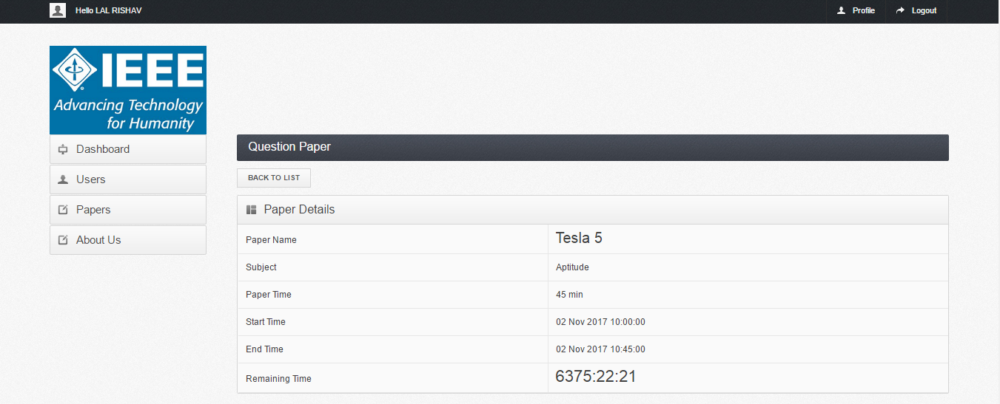 Hello LAL RISHAV
Profile
Logout
IEEE
Advancing Technology
for Humanity
Dashboard
Users
Papers
About Us
Question Paper
BACK TO LIST
Paper Details
Paper Name Tesla 5
Subject Aptitude
Paper Time 45 min
Start Time 02 Nov 2017 10:00:00
End Time 02 Nov 2017 10:45:00
Remaining Time 6375:22:21